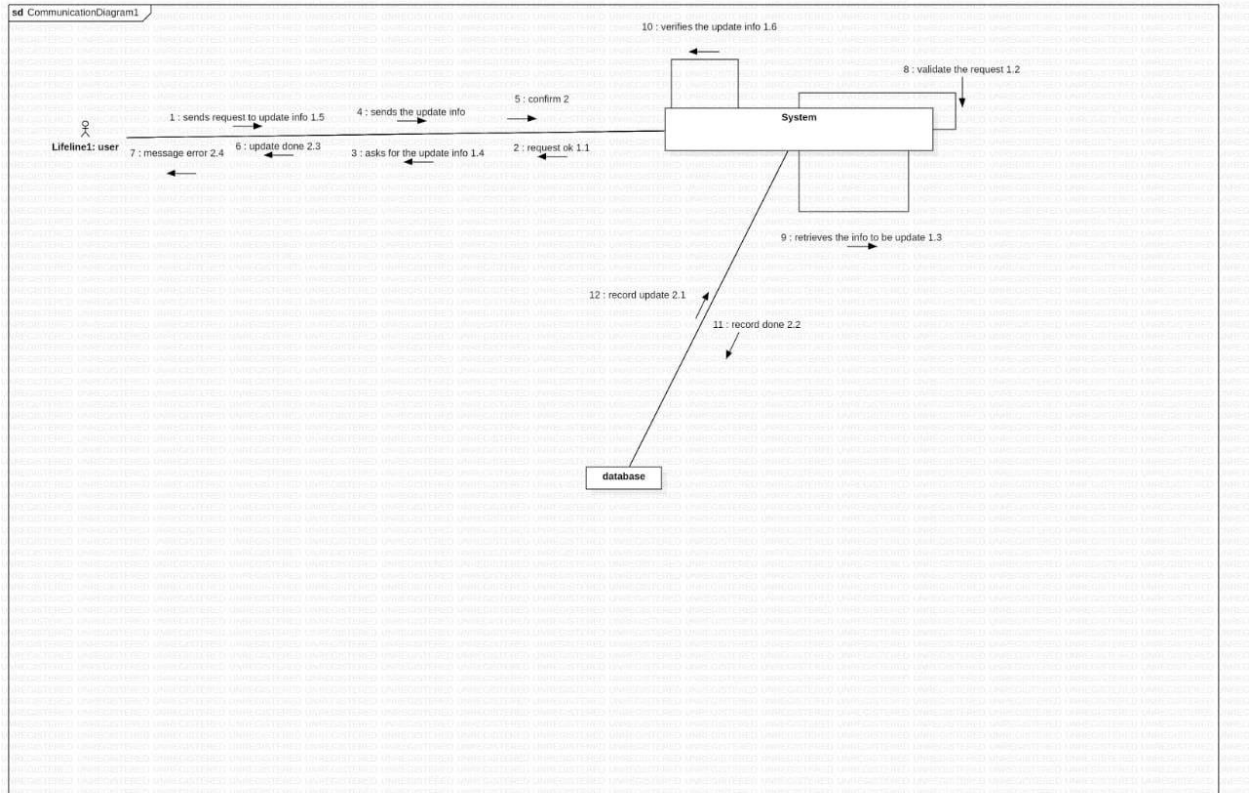 sd CommunicationDiagram1
10 : verifies the update info 1.6
8 : validate the request 1.2
5 : confirm 2
4 : sends the update info
1 : sends request to update info 1.5
System
Lifeline1: user
7 : message error 2.4
6 : update done 2.3
3 : asks for the update info 1.4
2 : request ok 1.1
9 : retrieves the info to be update 1.3
12 : record update 2.1
11 : record done 2.2
database